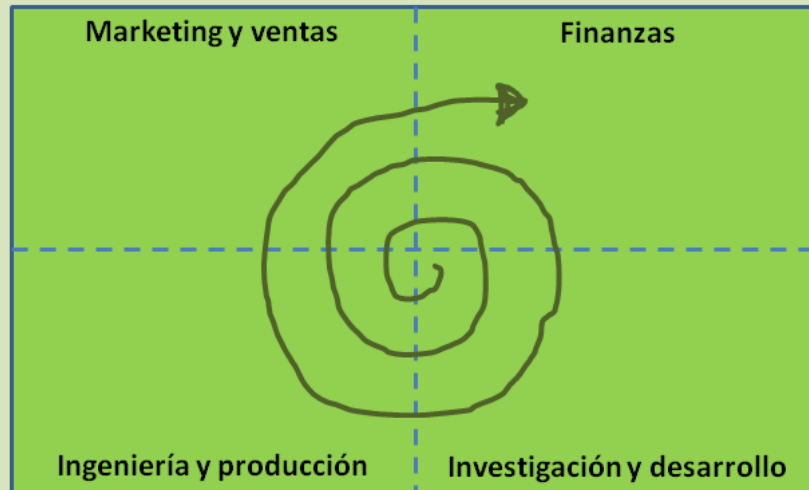 Marketing y ventas
Finanzas
Ingeniería y producción
Investigación y desarrollo